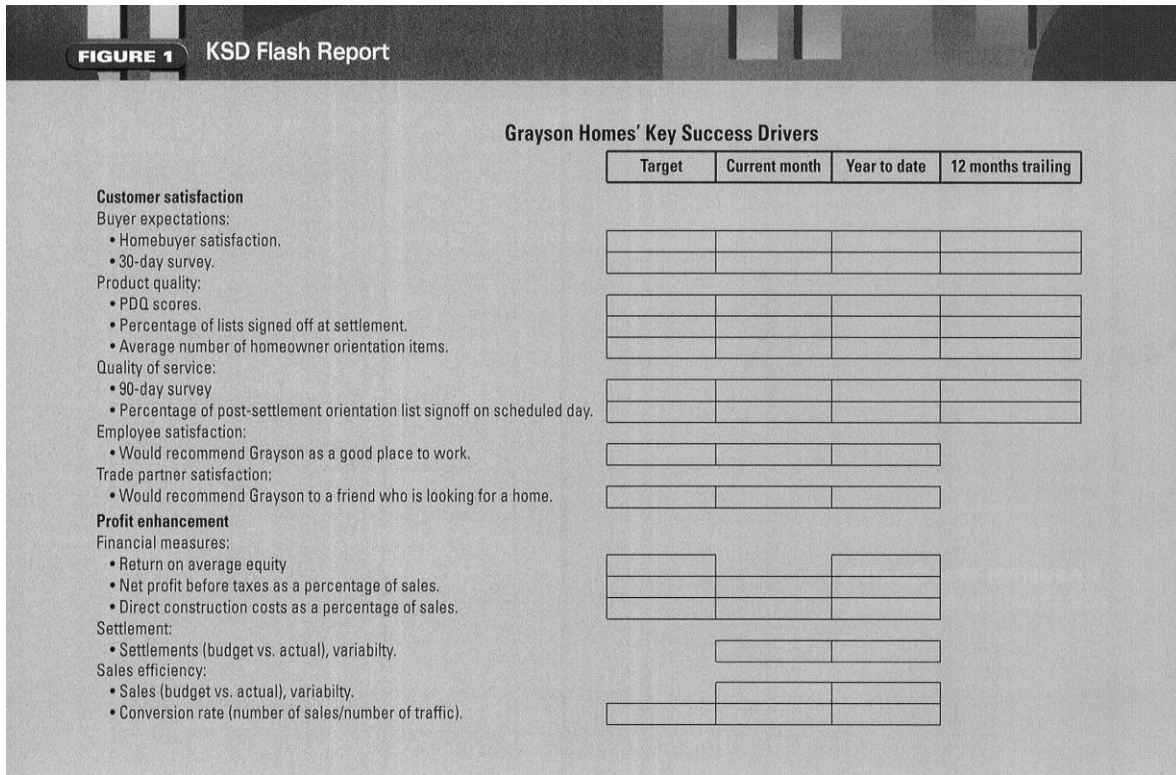 FIGURE 1 KSD Flash Report
Grayson Homes' Key Success Drivers
Target Current month Year to date 12 months trailing
Customer satisfaction
Buyer expectations:
• Homebuyer satisfaction.
• 30-day survey.
Product quality:
• PDQ scores.
• Percentage of lists signed off at settlement.
• Average number of homeowner orientation items.
Quality of service:
• 90-day survey
• Percentage of post-settlement orientation list signoff on scheduled day.
Employee satisfaction:
• Would recommend Grayson as a good place to work.
Trade partner satisfaction:
• Would recommend Grayson to a friend who is looking for a home.
Profit enhancement
Financial measures:
• Return on average equity
• Net profit before taxes as a percentage of sales.
• Direct construction costs as a percentage of sales.
Settlement:
• Settlements (budget vs. actual), variabilty.
Sales efficiency:
• Sales (budget vs. actual), variabilty.
• Conversion rate (number of sales/number of traffic).